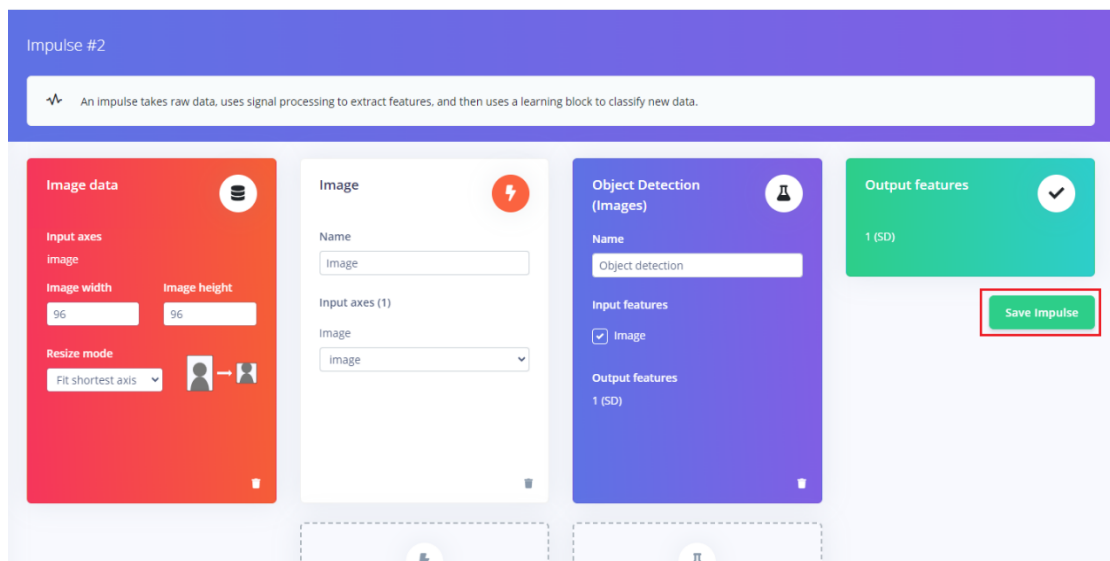 Impulse #2
An impulse takes raw data, uses signal processing to extract features, and then uses a learning block to classify new data.
Image data
Input axes
image
Image width
Image height
96
96
Resize mode
Fit shortest axis
Image
Name
Image
Input axes (1)
Image
image
Object Detection
(Images)
Name
Object detection
Input features
Image
Output features
1 (SD)
Output features
1 (SD)
Save Impulse